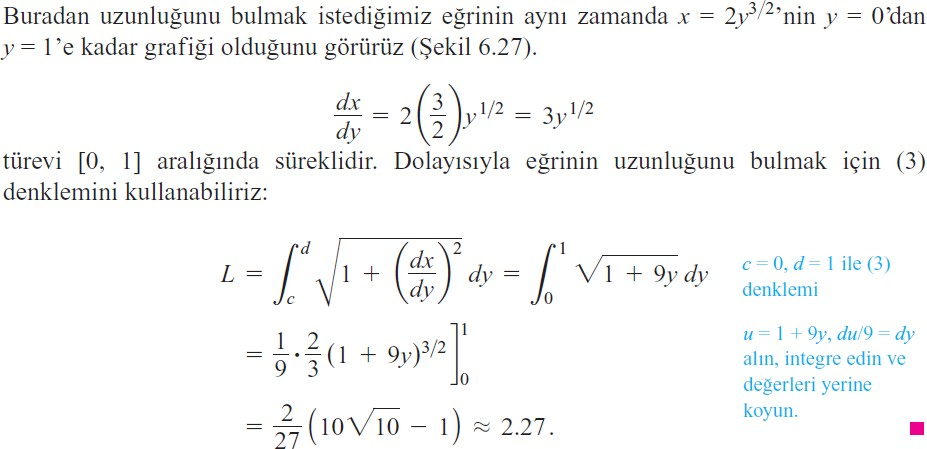 Buradan uzunluğunu bulmak istediğimiz eğrinin aynı zamanda x = 2y^{3/2}'nin y = 0'dan
y = 1'e kadar grafiği olduğunu görürüz (Şekil 6.27).
dx/dy = 2(3/2)y^{1/2} = 3y^{1/2}
türevi [0, 1] aralığında süreklidir. Dolayısıyla eğrinin uzunluğunu bulmak için (3)
denklemini kullanabiliriz:
L = ∫_c^d √(1 + (dx/dy)^2) dy = ∫_0^1 √(1 + 9y) dy
c = 0, d = 1 ile (3)
denklemi
= 1/9 · 2/3 (1 + 9y)^{3/2} ]_0^1
u = 1 + 9y, du/9 = dy
alın, integre edin ve
değerleri yerine
koyun.
= 2/27 (10√10 − 1) ≈ 2.27.